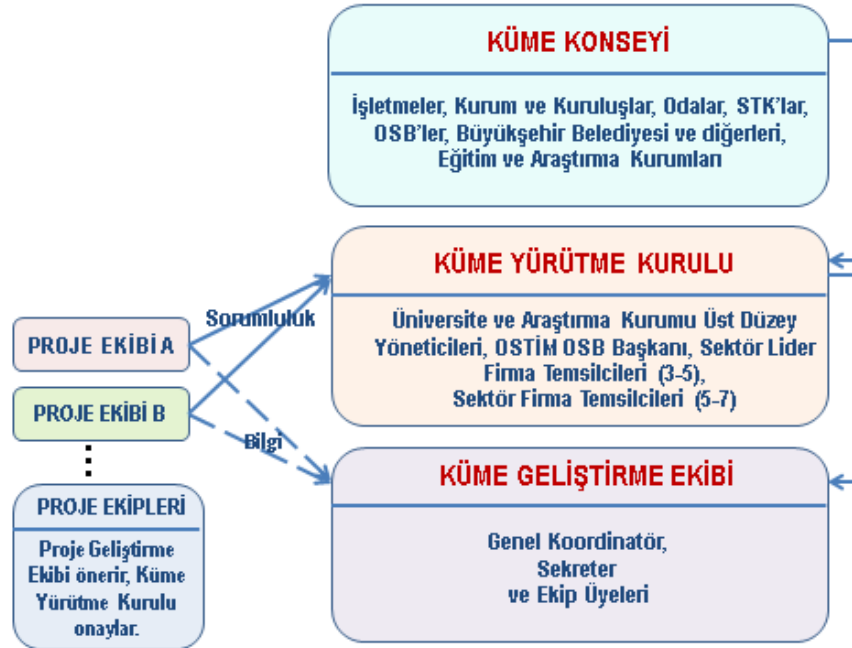 KÜME KONSEYİ
İşletmeler, Kurum ve Kuruluşlar, Odalar, STK'lar,
OSB'ler, Büyükşehir Belediyesi ve diğerleri,
Eğitim ve Araştırma Kurumları
KÜME YÜRÜTME KURULU
Üniversite ve Araştırma Kurumu Üst Düzey
Yöneticileri, OSTİM OSB Başkanı, Sektör Lider
Firma Temsilcileri (3-5),
Sektör Firma Temsilcileri (5-7)
Sorumluluk
PROJE EKİBİ A
PROJE EKİBİ B
Bilgi
KÜME GELİŞTİRME EKİBİ
Genel Koordinatör,
Sekreter
ve Ekip Üyeleri
PROJE EKİPLERİ
Proje Geliştirme
Ekibi önerir, Küme
Yürütme Kurulu
onaylar.